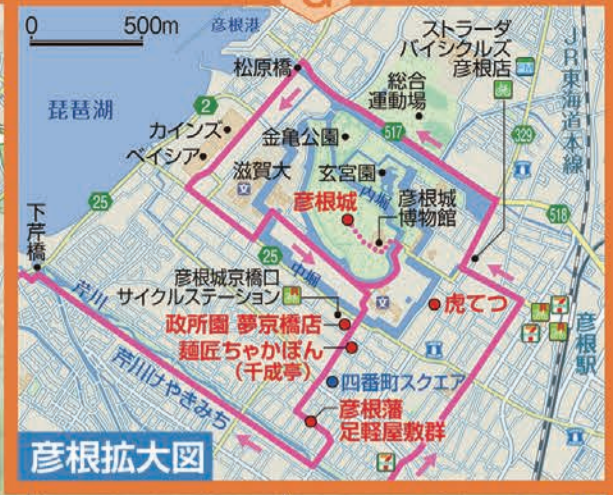 G
0 500m
彦根港
ストラーダ
バイシクルズ
彦根店
JR東海道本線
松原橋
総合
運動場
琵琶湖
2
カインズ
ベイシア
金亀公園
517
329
滋賀大
玄宮園
内堀
彦根城
彦根城
博物館
518
25
下芹橋
25
中堀
彦根城京橋口
サイクルステーション
芹川
政所園 夢京橋店
虎てつ
麺匠ちゃかぽん
(千成亭)
彦根駅
芹川けやきみち
四番町スクエア
彦根藩
足軽屋敷群
彦根拡大図